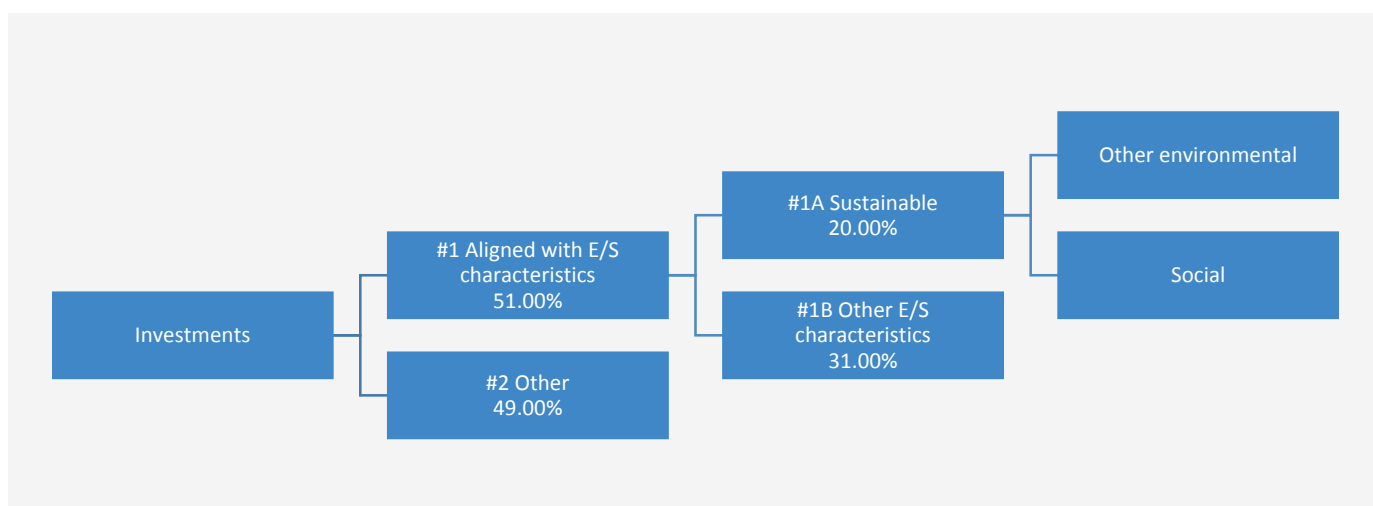 Investments
#1 Aligned with E/S
characteristics
51.00%
#2 Other
49.00%
#1A Sustainable
20.00%
#1B Other E/S
characteristics
31.00%
Other environmental
Social